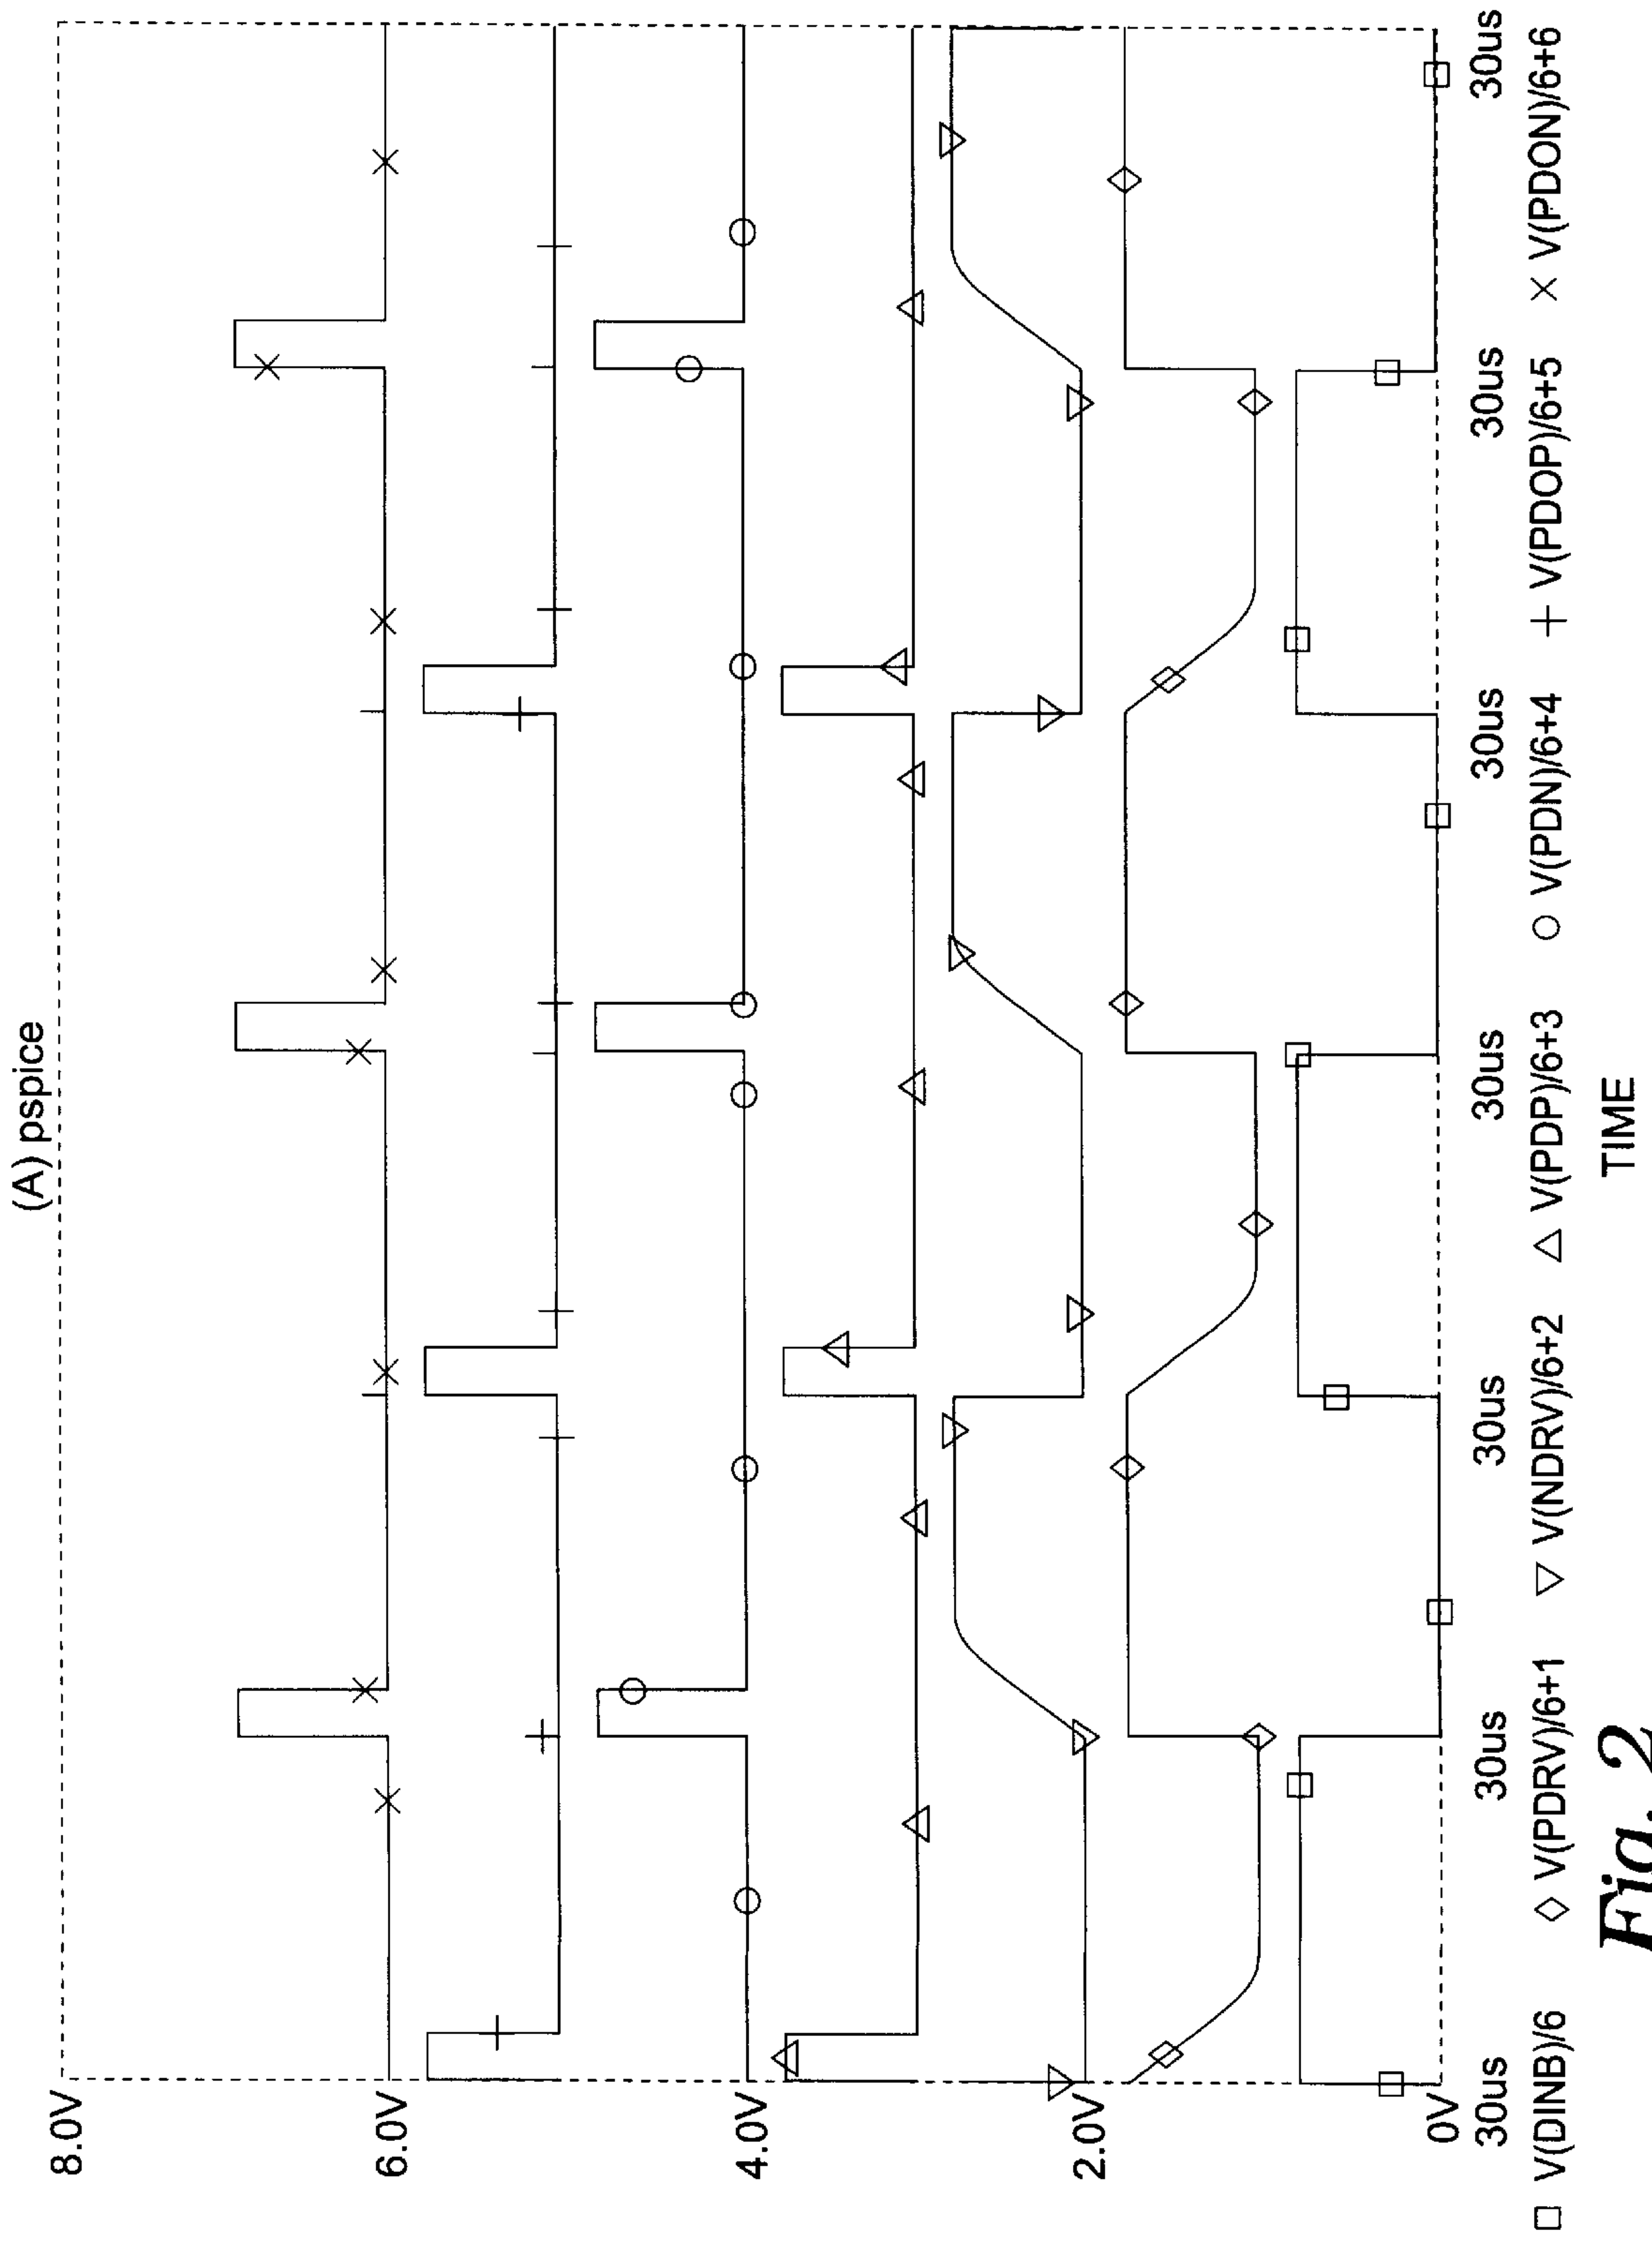 (A) pspice
8.0V
6.0V
4.0V
2.0V
0V
30us 30us 30us 30us 30us 30us 30us
□ V(DINB)/6 ◇ V(PDRV)/6+1 ▽ V(NDRV)/6+2 △ V(PDP)/6+3 ○ V(PDN)/6+4 + V(PDOP)/6+5 × V(PDON)/6+6
TIME
Fig. 2